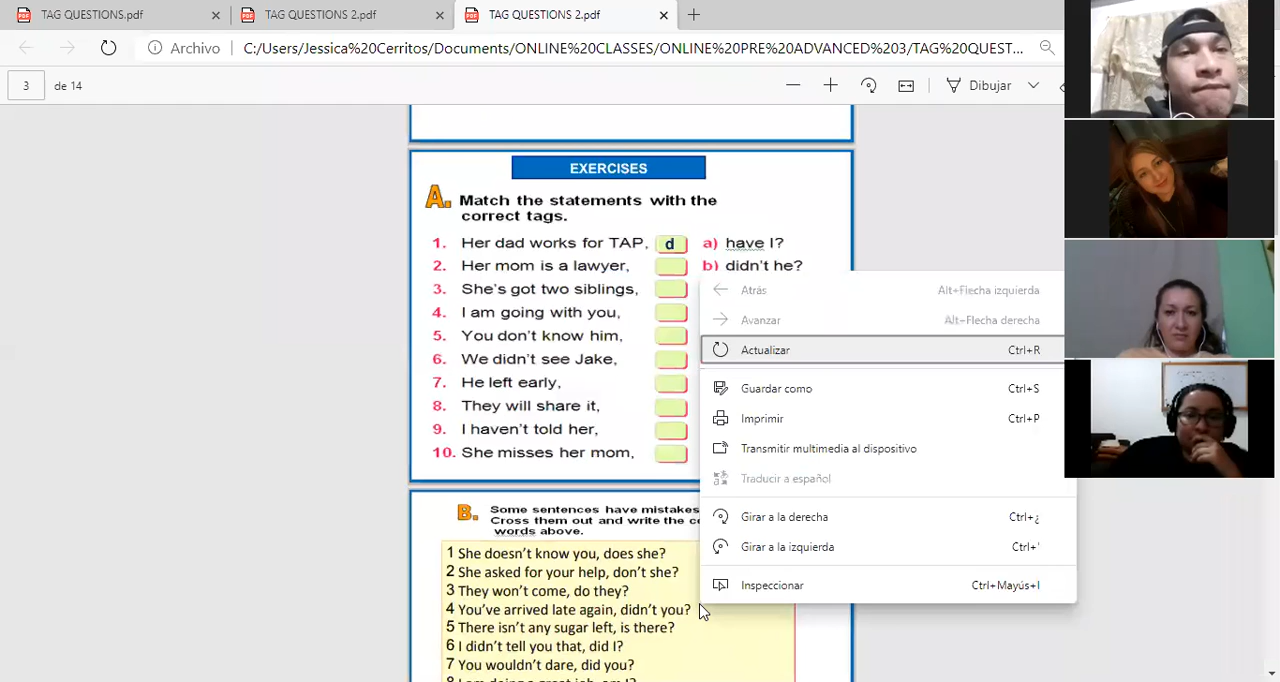 TAG QUESTIONS.pdf
TAG QUESTIONS 2.pdf
TAG QUESTIONS 2.pdf
Archivo
C:/Users/Jessica%20Cerritos/Documents/ONLINE%20CLASSES/ONLINE%20PRE%20ADVANCED%203/TAG%20QUEST...
3 de 14
Dibujar
EXERCISES
A. Match the statements with the
correct tags.
1. Her dad works for TAP, d a) have I?
2. Her mom is a lawyer, b) didn't he?
3. She's got two siblings,
4. I am going with you,
5. You don't know him,
6. We didn't see Jake,
7. He left early,
8. They will share it,
9. I haven't told her,
10. She misses her mom,
Atrás Alt+Flecha izquierda
Avanzar Alt+Flecha derecha
Actualizar Ctrl+R
Guardar como Ctrl+S
Imprimir Ctrl+P
Transmitir multimedia al dispositivo
Traducir a español
Girar a la derecha Ctrl+¿
Girar a la izquierda Ctrl+'
Inspeccionar Ctrl+Mayús+I
B. Some sentences have mistakes
Cross them out and write the
words above.
1 She doesn't know you, does she?
2 She asked for your help, don't she?
3 They won't come, do they?
4 You've arrived late again, didn't you?
5 There isn't any sugar left, is there?
6 I didn't tell you that, did I?
7 You wouldn't dare, did you?
8 I am doing a great job, am I?